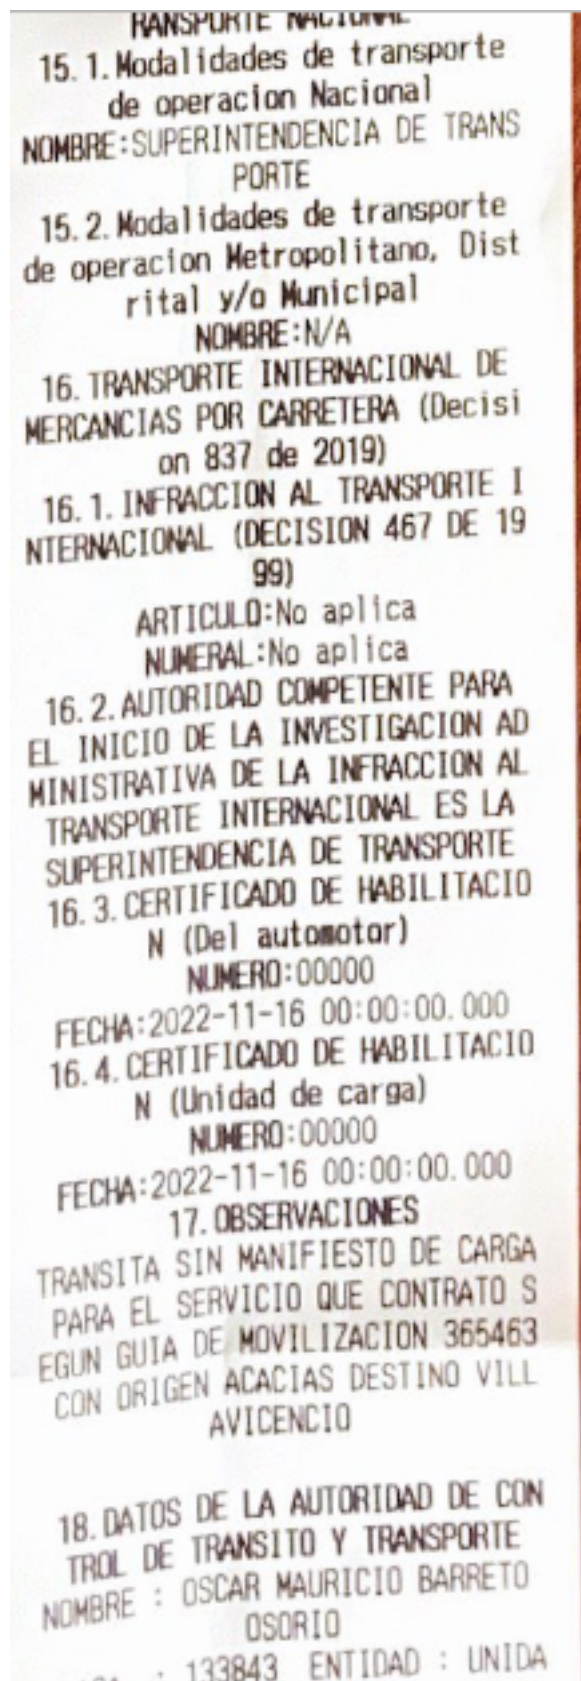 RANSPORTE NACIONAL
15.1.Modalidades de transporte
de operacion Nacional
NOMBRE:SUPERINTENDENCIA DE TRANS
PORTE
15.2.Modalidades de transporte
de operacion Metropolitano, Dist
rital y/o Municipal
NOMBRE:N/A
16.TRANSPORTE INTERNACIONAL DE
MERCANCIAS POR CARRETERA (Decisi
on 837 de 2019)
16.1.INFRACCION AL TRANSPORTE I
NTERNACIONAL (DECISION 467 DE 19
99)
ARTICULO:No aplica
NUMERAL:No aplica
16.2.AUTORIDAD COMPETENTE PARA
EL INICIO DE LA INVESTIGACION AD
MINISTRATIVA DE LA INFRACCION AL
TRANSPORTE INTERNACIONAL ES LA
SUPERINTENDENCIA DE TRANSPORTE
16.3.CERTIFICADO DE HABILITACIO
N (Del automotor)
NUMERO:00000
FECHA:2022-11-16 00:00:00.000
16.4.CERTIFICADO DE HABILITACIO
N (Unidad de carga)
NUMERO:00000
FECHA:2022-11-16 00:00:00.000
17.OBSERVACIONES
TRANSITA SIN MANIFIESTO DE CARGA
PARA EL SERVICIO QUE CONTRATO S
EGUN GUIA DE MOVILIZACION 365463
CON ORIGEN ACACIAS DESTINO VILL
AVICENCIO
18.DATOS DE LA AUTORIDAD DE CON
TROL DE TRANSITO Y TRANSPORTE
NOMBRE : OSCAR MAURICIO BARRETO
OSORIO
: 133843 ENTIDAD : UNIDA